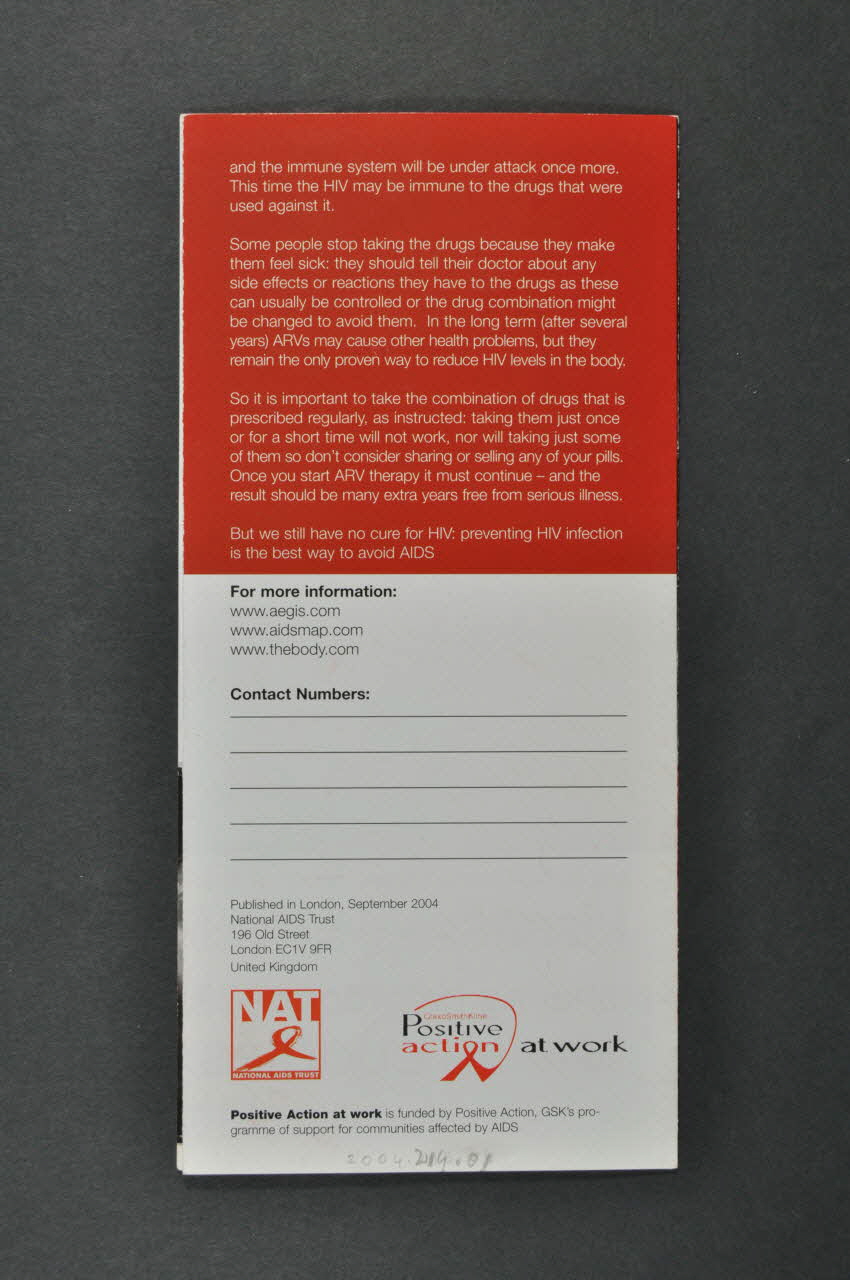 and the immune system will be under attack once more.
This time the HIV may be immune to the drugs that were
used against it.
Some people stop taking the drugs because they make
them feel sick: they should tell their doctor about any
side effects or reactions they have to the drugs as these
can usually be controlled or the drug combination might
be changed to avoid them. In the long term (after several
years) ARVs may cause other health problems, but they
remain the only proven way to reduce HIV levels in the body.
So it is important to take the combination of drugs that is
prescribed regularly, as instructed: taking them just once
or for a short time will not work, nor will taking just some
of them so don't consider sharing or selling any of your pills.
Once you start ARV therapy it must continue – and the
result should be many extra years free from serious illness.
But we still have no cure for HIV: preventing HIV infection
is the best way to avoid AIDS
For more information:
www.aegis.com
www.aidsmap.com
www.thebody.com
Contact Numbers:
Published in London, September 2004
National AIDS Trust
196 Old Street
London EC1V 9FR
United Kingdom
NAT
NATIONAL AIDS TRUST
GlaxoSmithKline
Positive
action at work
Positive Action at work is funded by Positive Action, GSK's pro-
gramme of support for communities affected by AIDS